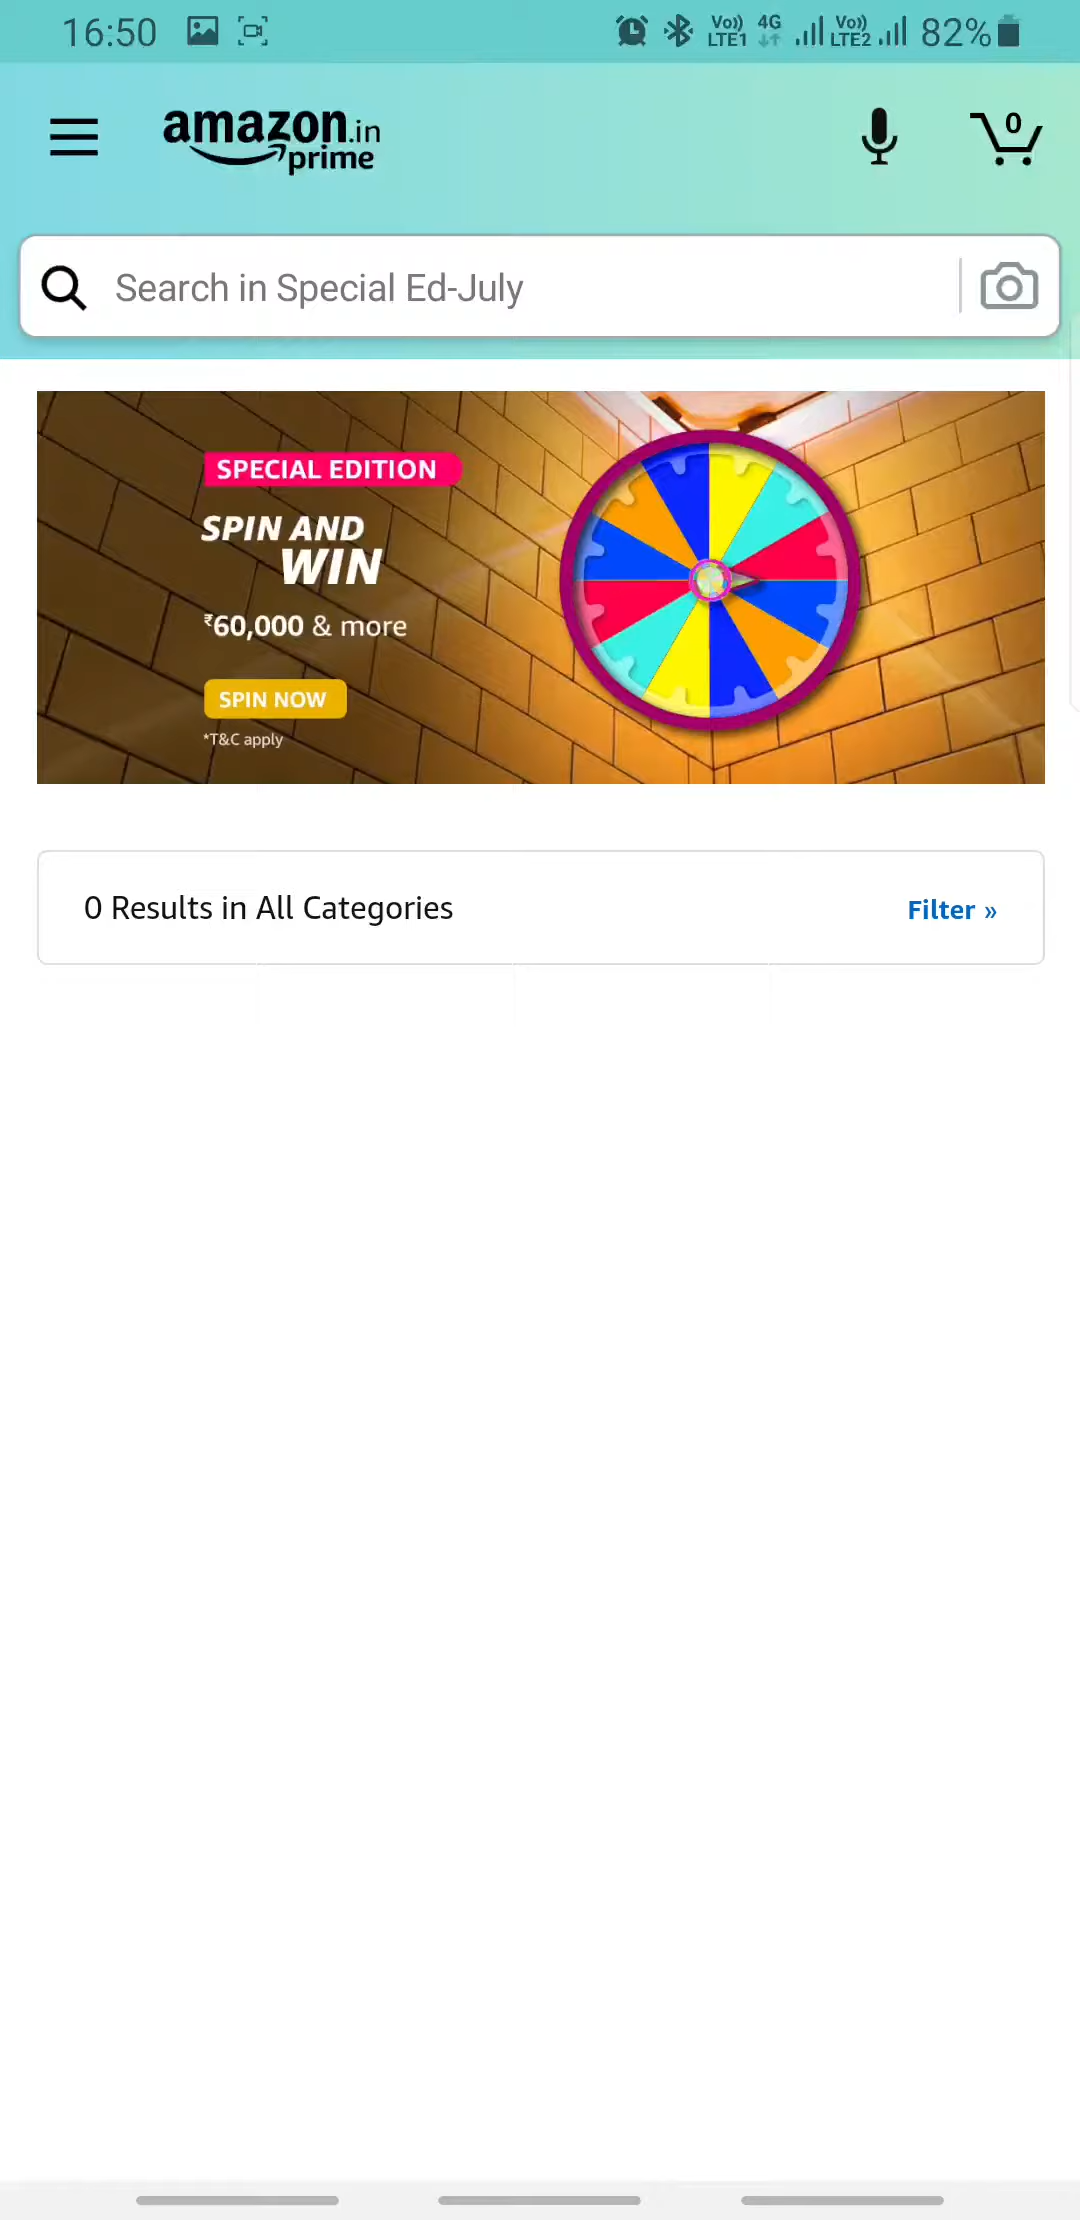 16:50
Vo)) LTE1 4G Vo)) LTE2 82%
amazon.in
prime
0
Search in Special Ed-July
SPECIAL EDITION
SPIN AND
WIN
₹60,000 & more
SPIN NOW
*T&C apply
0 Results in All Categories
Filter »